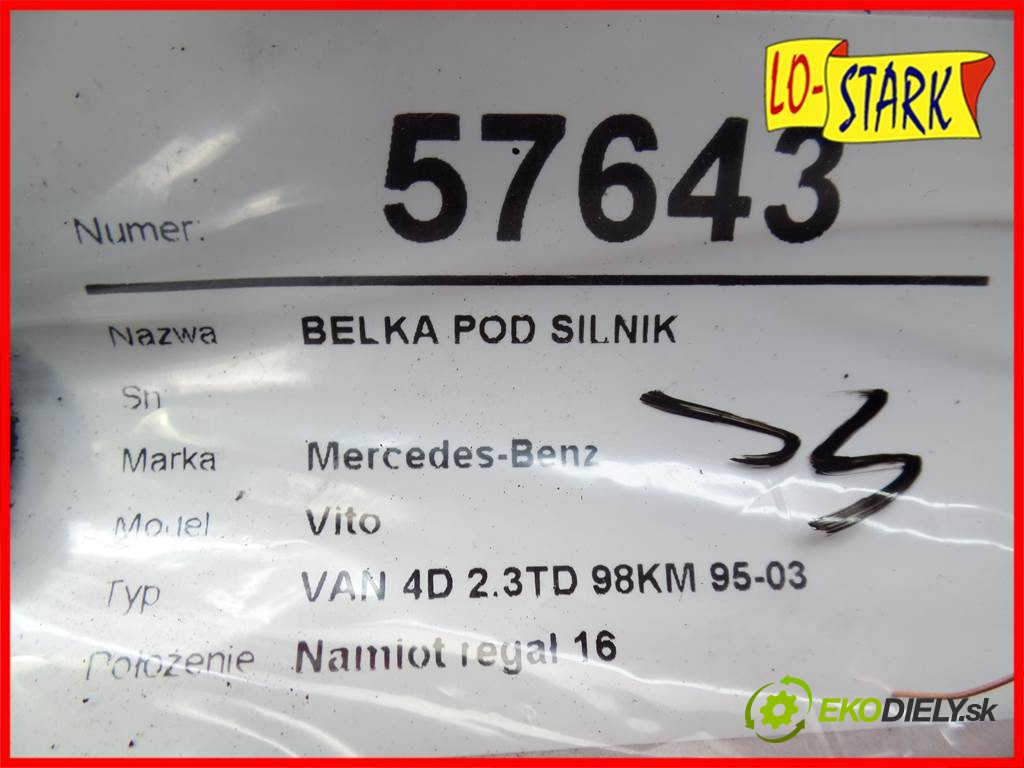 LO-STARK
Numer: 57643
Nazwa BELKA POD SILNIK
Sn
Marka Mercedes-Benz
Model Vito
Typ VAN 4D 2.3TD 98KM 95-03
Położenie Namiot regał 16
EKODIELY.sk